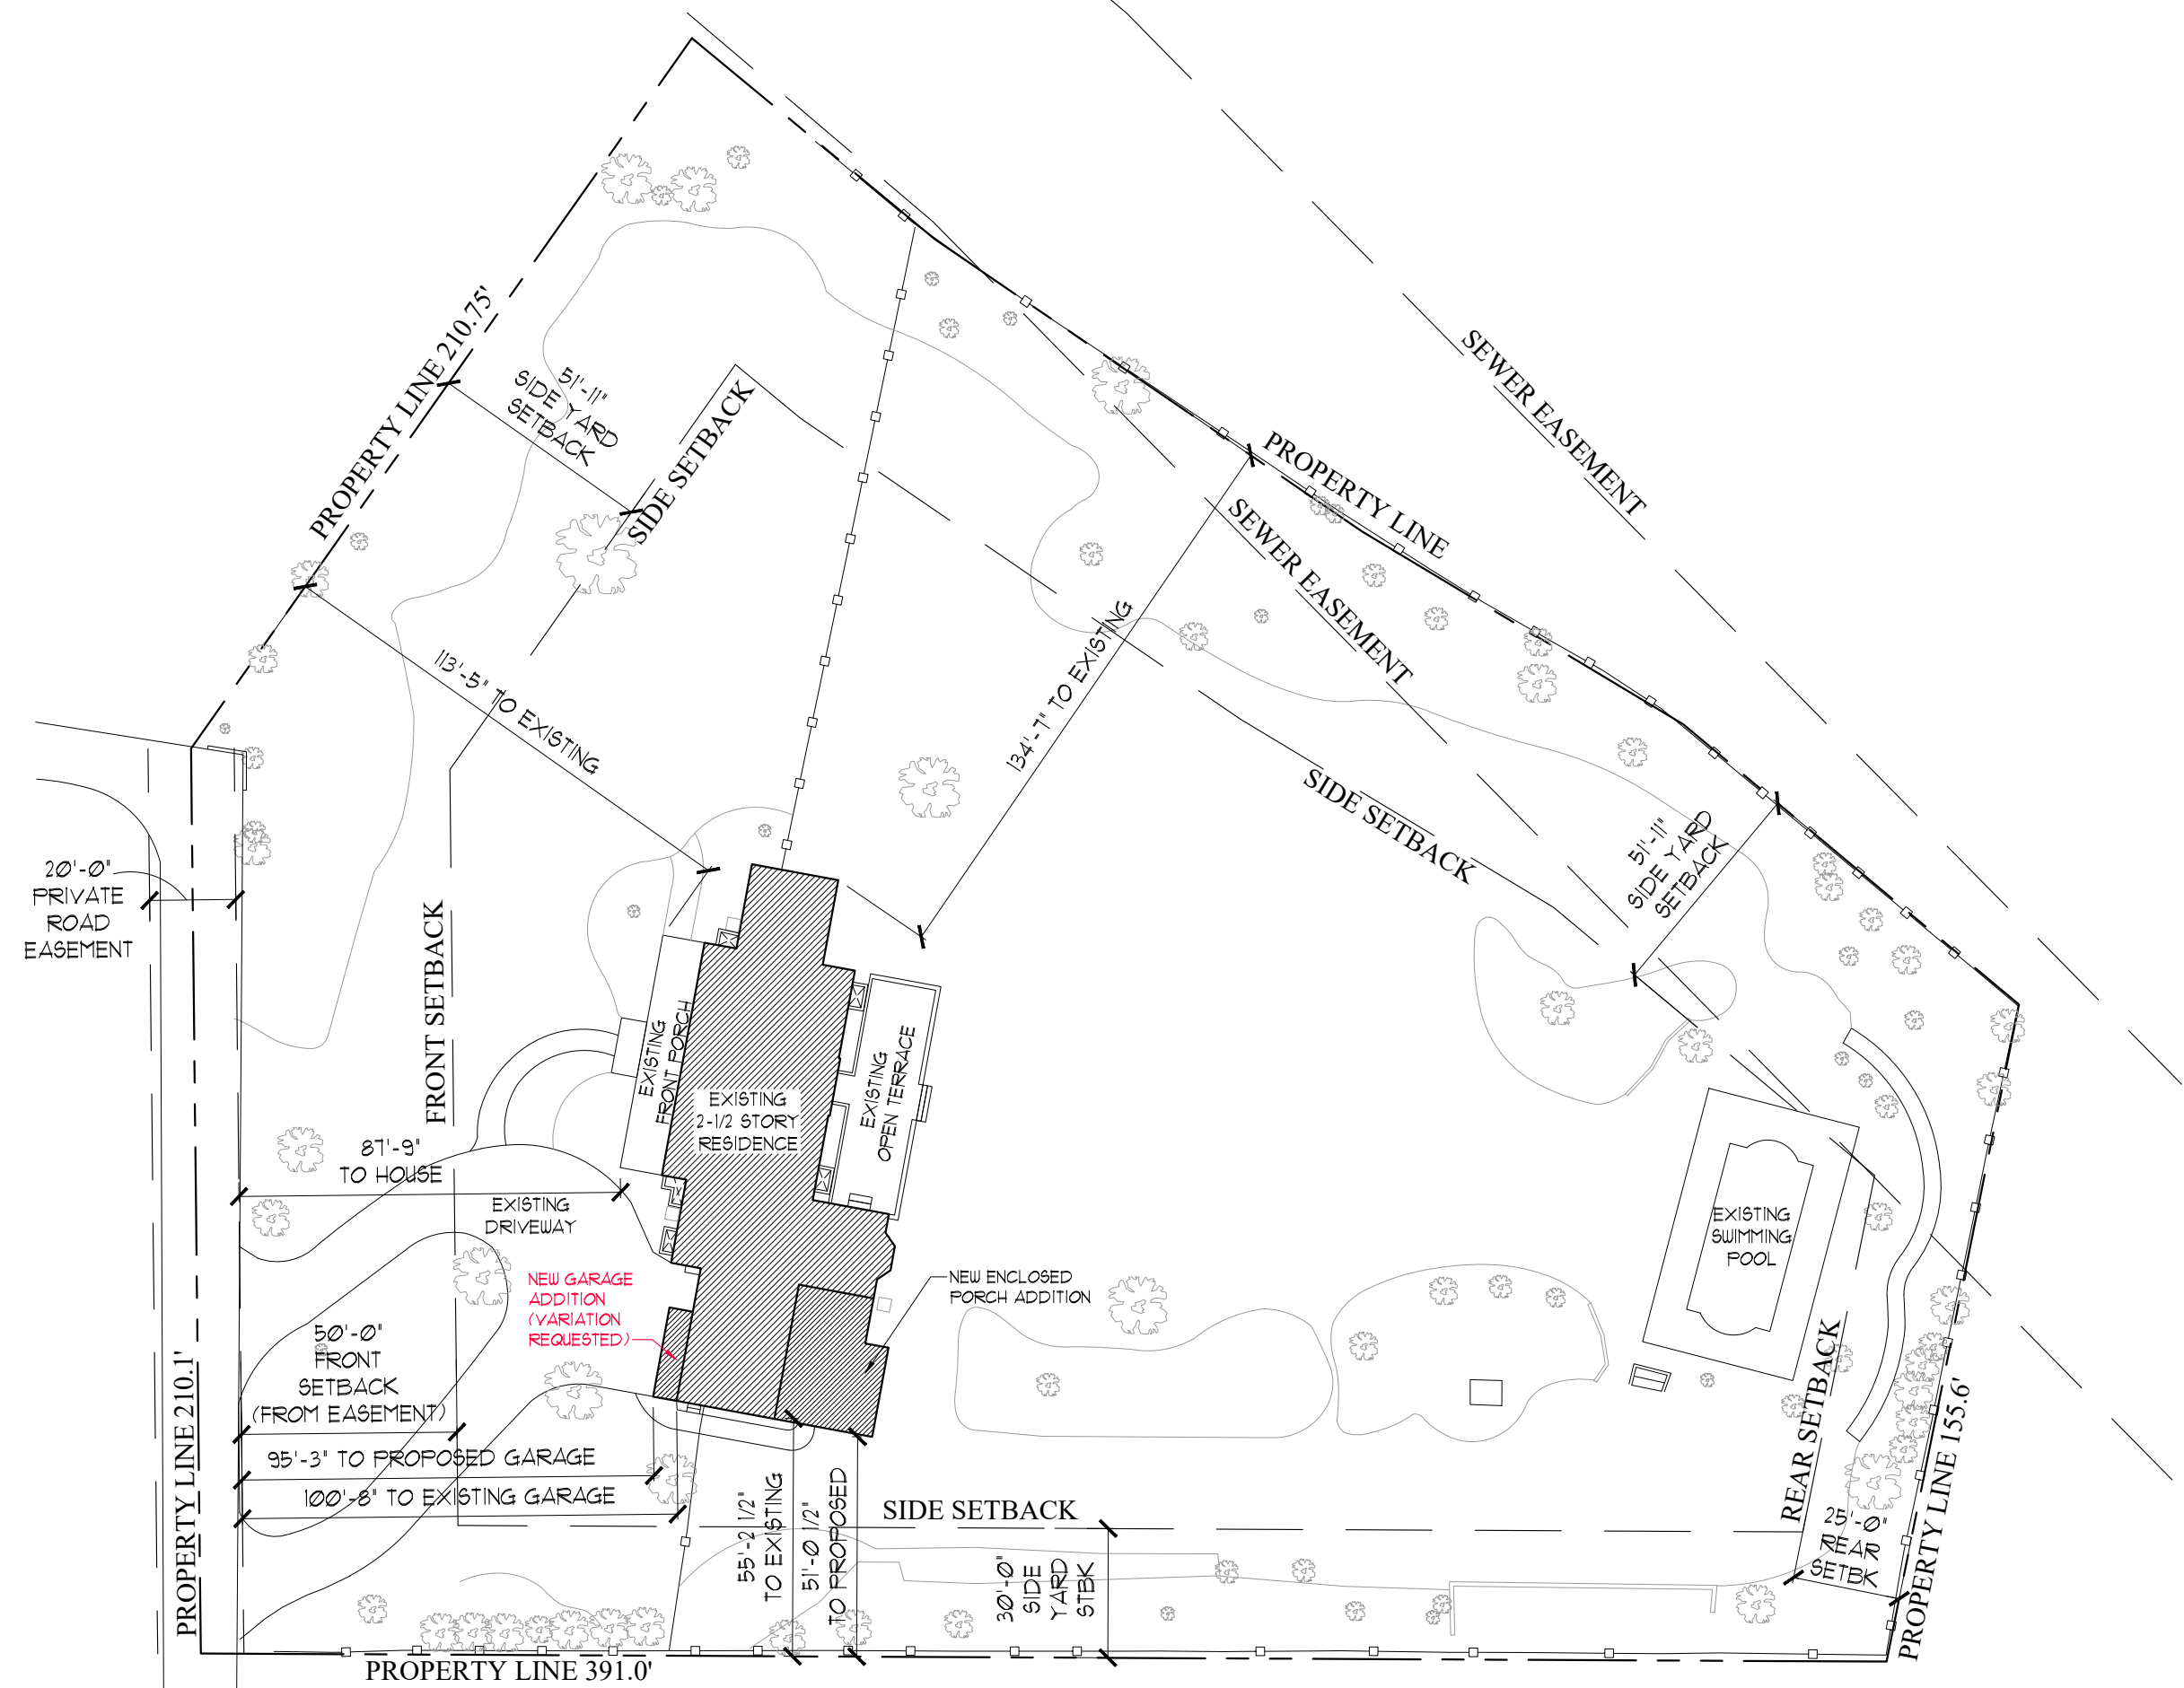 PROPERTY LINE 210.75'
51'-11"
SIDE YARD
SETBACK
SIDE SETBACK
SEWER EASEMENT
PROPERTY LINE
SEWER EASEMENT
113'-5" TO EXISTING
134'-7" TO EXISTING
SIDE SETBACK
51'-11"
SIDE YARD
SETBACK
20'-0"
PRIVATE
ROAD
EASEMENT
FRONT SETBACK
EXISTING
FRONT PORCH
EXISTING
2-1/2 STORY
RESIDENCE
EXISTING
OPEN TERRACE
87'-9"
TO HOUSE
EXISTING
DRIVEWAY
EXISTING
SWIMMING
POOL
NEW GARAGE
ADDITION
(VARIATION
REQUESTED)
NEW ENCLOSED
PORCH ADDITION
50'-0"
FRONT
SETBACK
(FROM EASEMENT)
95'-3" TO PROPOSED GARAGE
100'-8" TO EXISTING GARAGE
PROPERTY LINE 210.1'
55'-2 1/2"
TO EXISTING
51'-0 1/2"
TO PROPOSED
SIDE SETBACK
30'-0"
SIDE
YARD
STBK
REAR SETBACK
25'-0"
REAR
SETBK
PROPERTY LINE 155.6'
PROPERTY LINE 391.0'